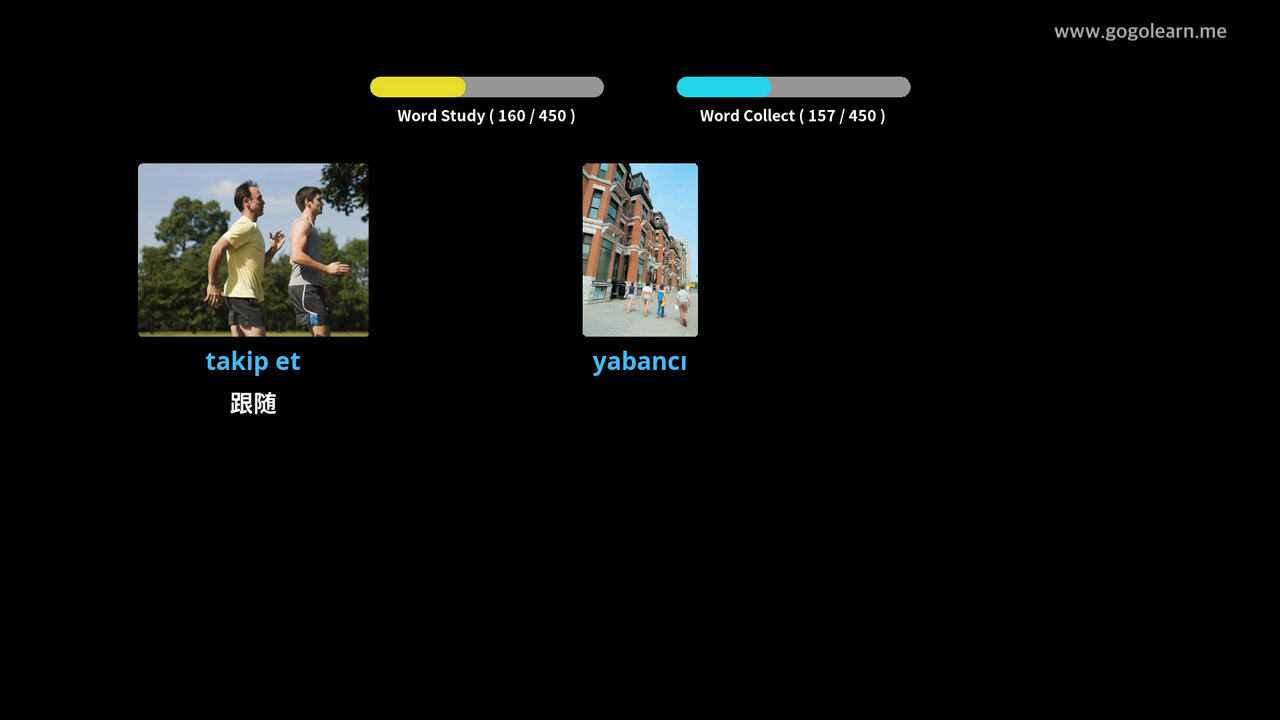 www.gogolearn.me
Word Study ( 160 / 450 )
Word Collect ( 157 / 450 )
takip et
跟随
yabancı